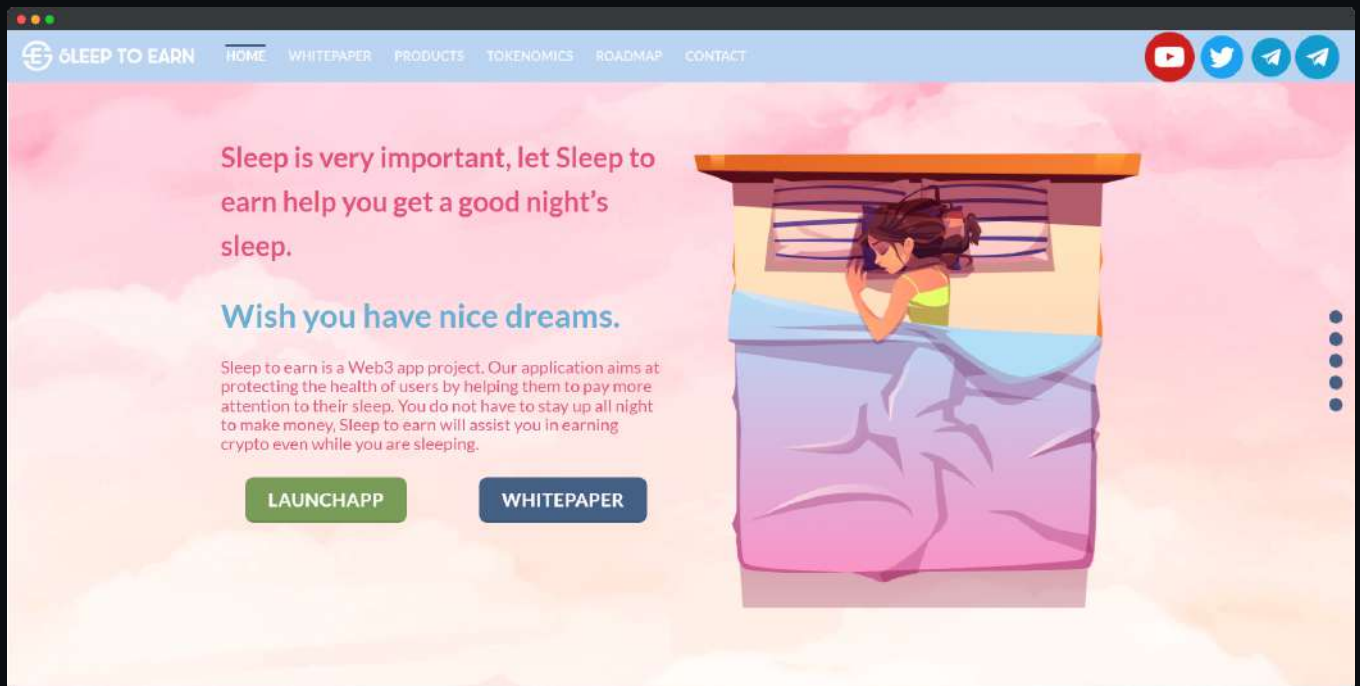 SLEEP TO EARN
HOME WHITEPAPER PRODUCTS TOKENOMICS ROADMAP CONTACT
Sleep is very important, let Sleep to
earn help you get a good night's
sleep.
Wish you have nice dreams.
Sleep to earn is a Web3 app project. Our application aims at
protecting the health of users by helping them to pay more
attention to their sleep. You do not have to stay up all night
to make money, Sleep to earn will assist you in earning
crypto even while you are sleeping.
LAUNCHAPP WHITEPAPER